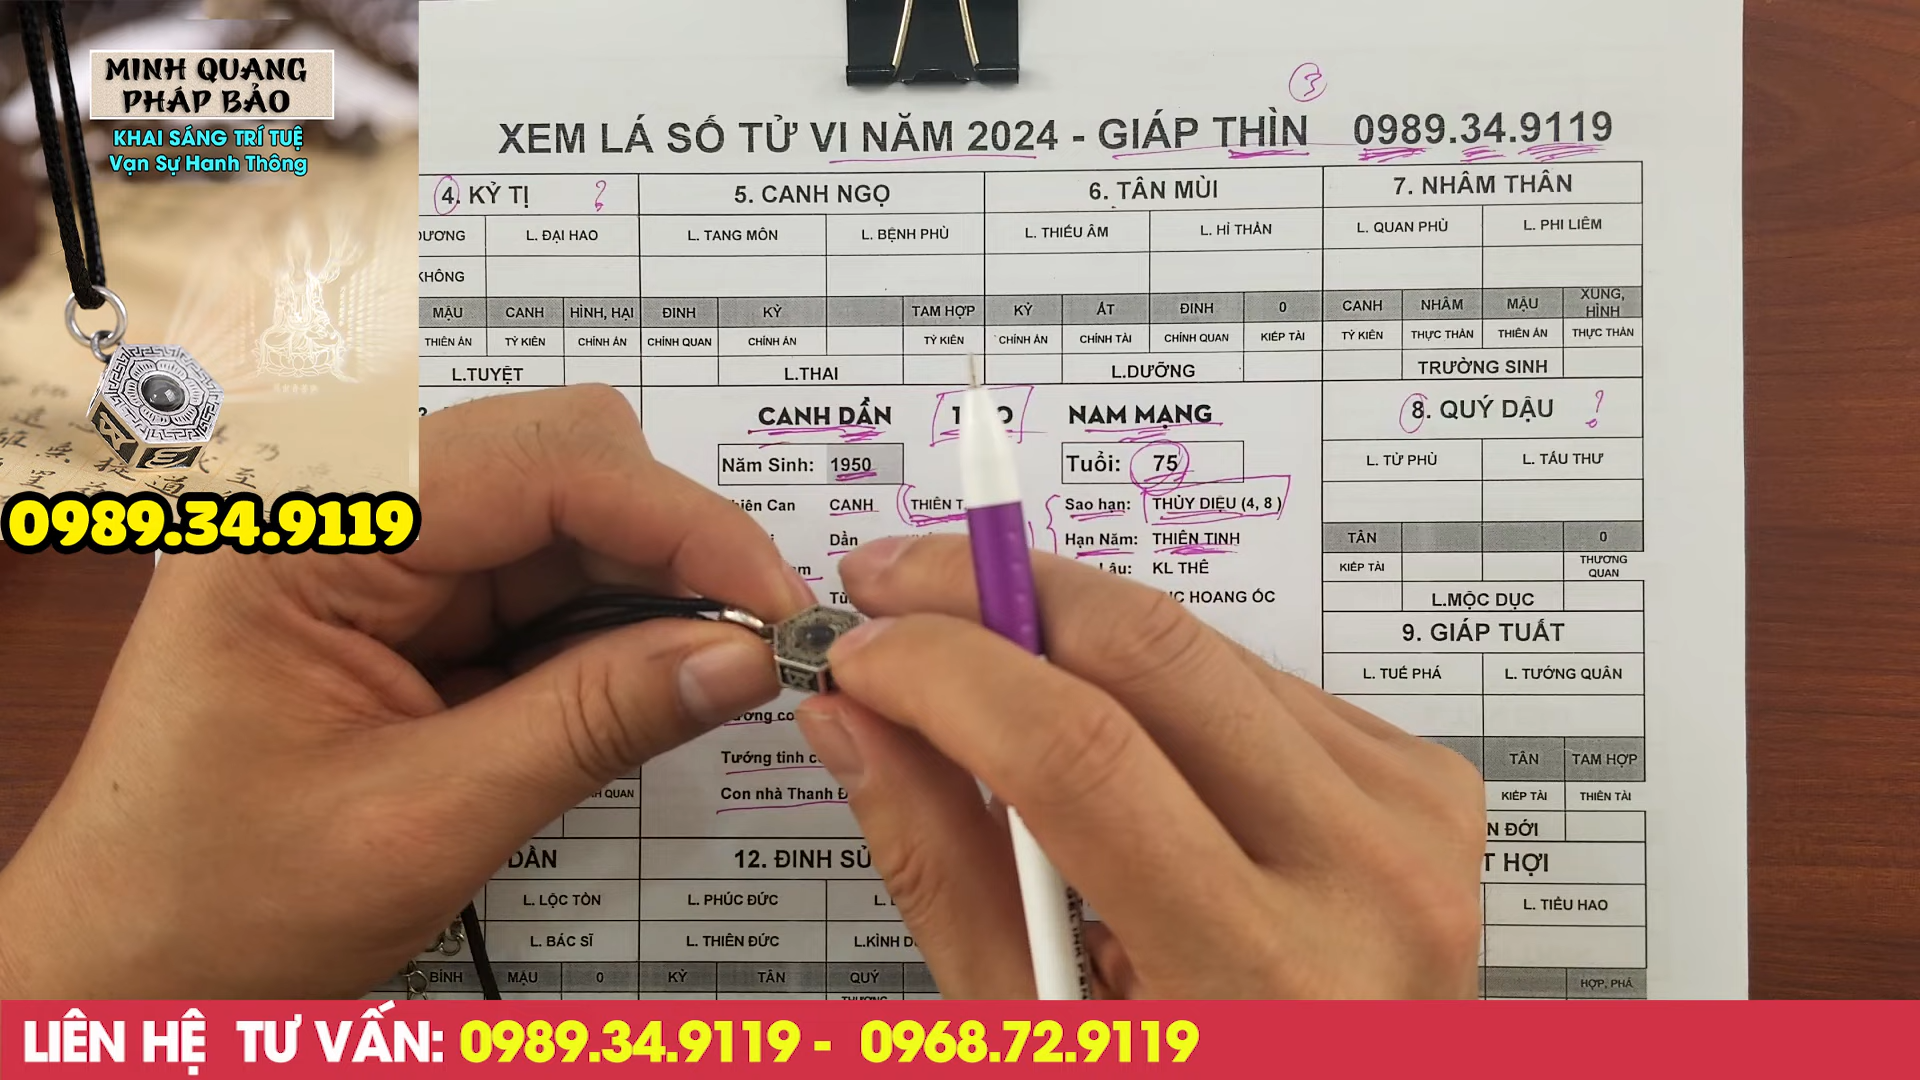 MINH QUANG
PHÁP BẢO
KHAI SÁNG TRÍ TUỆ
Vạn Sự Hanh Thông
0989.34.9119
3
XEM LÁ SỐ TỬ VI NĂM 2024 - GIÁP THÌN 0989.34.9119
4. KỶ TỊ ?
5. CANH NGỌ
6. TÂN MÙI
7. NHÂM THÂN
L. ĐẠI HAO
L. TANG MÔN
L. BỆNH PHÙ
L. THIẾU ÂM
L. HỈ THẦN
L. QUAN PHÙ
L. PHI LIÊM
KHÔNG
MẬU CANH HÌNH, HẠI
ĐINH KỶ TAM HỢP
KỶ ẤT ĐINH 0
CANH NHÂM MẬU XUNG, HÌNH
THIÊN ẤN TỶ KIÊN CHÍNH ẤN
CHÍNH QUAN CHÍNH ẤN TỶ KIÊN
CHÍNH ẤN CHÍNH TÀI CHÍNH QUAN KIẾP TÀI
TỶ KIÊN THỰC THẦN THIÊN ẤN THỰC THẦN
L.TUYỆT
L.THAI
L.DƯỠNG
TRƯỜNG SINH
CANH DẦN
NAM MẠNG
8. QUÝ DẬU ?
Năm Sinh: 1950
Tuổi: 75
L. TỬ PHÙ
L. TẤU THƯ
CANH
Sao hạn: THỦY DIỆU (4, 8 )
Dần
Hạn Năm: THIÊN TINH
TÂN 0
KL THÊ
KIẾP TÀI THƯƠNG QUAN
HOANG ỐC
L.MỘC DỤC
9. GIÁP TUẤT
L. TUẾ PHÁ
L. TƯỚNG QUÂN
Tướng tinh
TÂN TAM HỢP
Con nhà Thanh
QUAN
KIẾP TÀI THIÊN TÀI
ĐỚI
DẦN
12. ĐINH SỬ
HỢI
L. LỘC TỒN
L. PHÚC ĐỨC
L. TIỂU HAO
L. BÁC SĨ
L. THIÊN ĐỨC
BÍNH MẬU 0
KỶ TÂN QUÝ
HỢP, PHÁ
LIÊN HỆ TƯ VẤN: 0989.34.9119 - 0968.72.9119